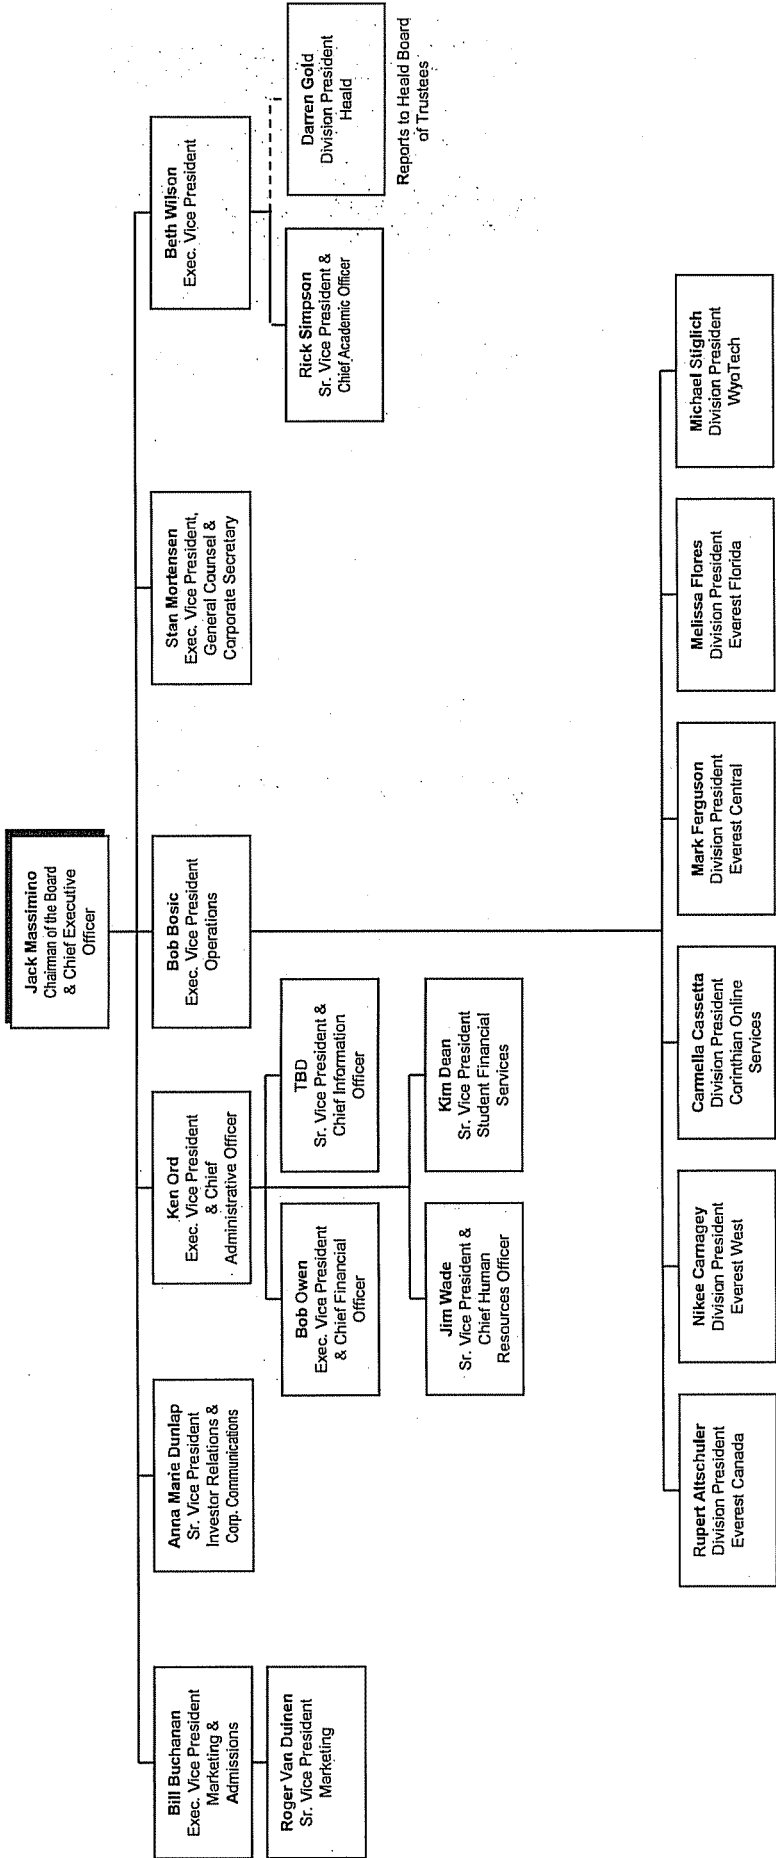 Jack Massimino
Chairman of the Board
& Chief Executive
Officer
Bill Buchanan
Exec. Vice President
Marketing &
Admissions
Anna Marie Dunlap
Sr. Vice President
Investor Relations &
Corp. Communications
Ken Ord
Exec. Vice President
& Chief
Administrative Officer
Bob Bosic
Exec. Vice President
Operations
Stan Mortensen
Exec. Vice President,
General Counsel &
Corporate Secretary
Beth Wilson
Exec. Vice President
Roger Van Duinen
Sr. Vice President
Marketing
Bob Owen
Exec. Vice President
& Chief Financial
Officer
TBD
Sr. Vice President &
Chief Information
Officer
Rick Simpson
Sr. Vice President &
Chief Academic Officer
Darren Gold
Division President
Heald
Reports to Heald Board
of Trustees
Jim Wade
Sr. Vice President &
Chief Human
Resources Officer
Kim Dean
Sr. Vice President
Student Financial
Services
Rupert Altschuler
Division President
Everest Canada
Nikee Carnagey
Division President
Everest West
Carmella Cassetta
Division President
Corinthian Online
Services
Mark Ferguson
Division President
Everest Central
Melissa Flores
Division President
Everest Florida
Michael Stiglich
Division President
WyoTech